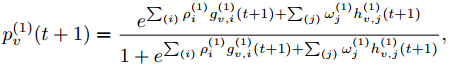 p_v^{(1)}(t+1) = \frac{e^{\sum_{(i)} \rho_i^{(1)} g_{v,i}^{(1)}(t+1) + \sum_{(j)} \omega_j^{(1)} h_{v,j}^{(1)}(t+1)}}{1 + e^{\sum_{(i)} \rho_i^{(1)} g_{v,i}^{(1)}(t+1) + \sum_{(j)} \omega_j^{(1)} h_{v,j}^{(1)}(t+1)}},